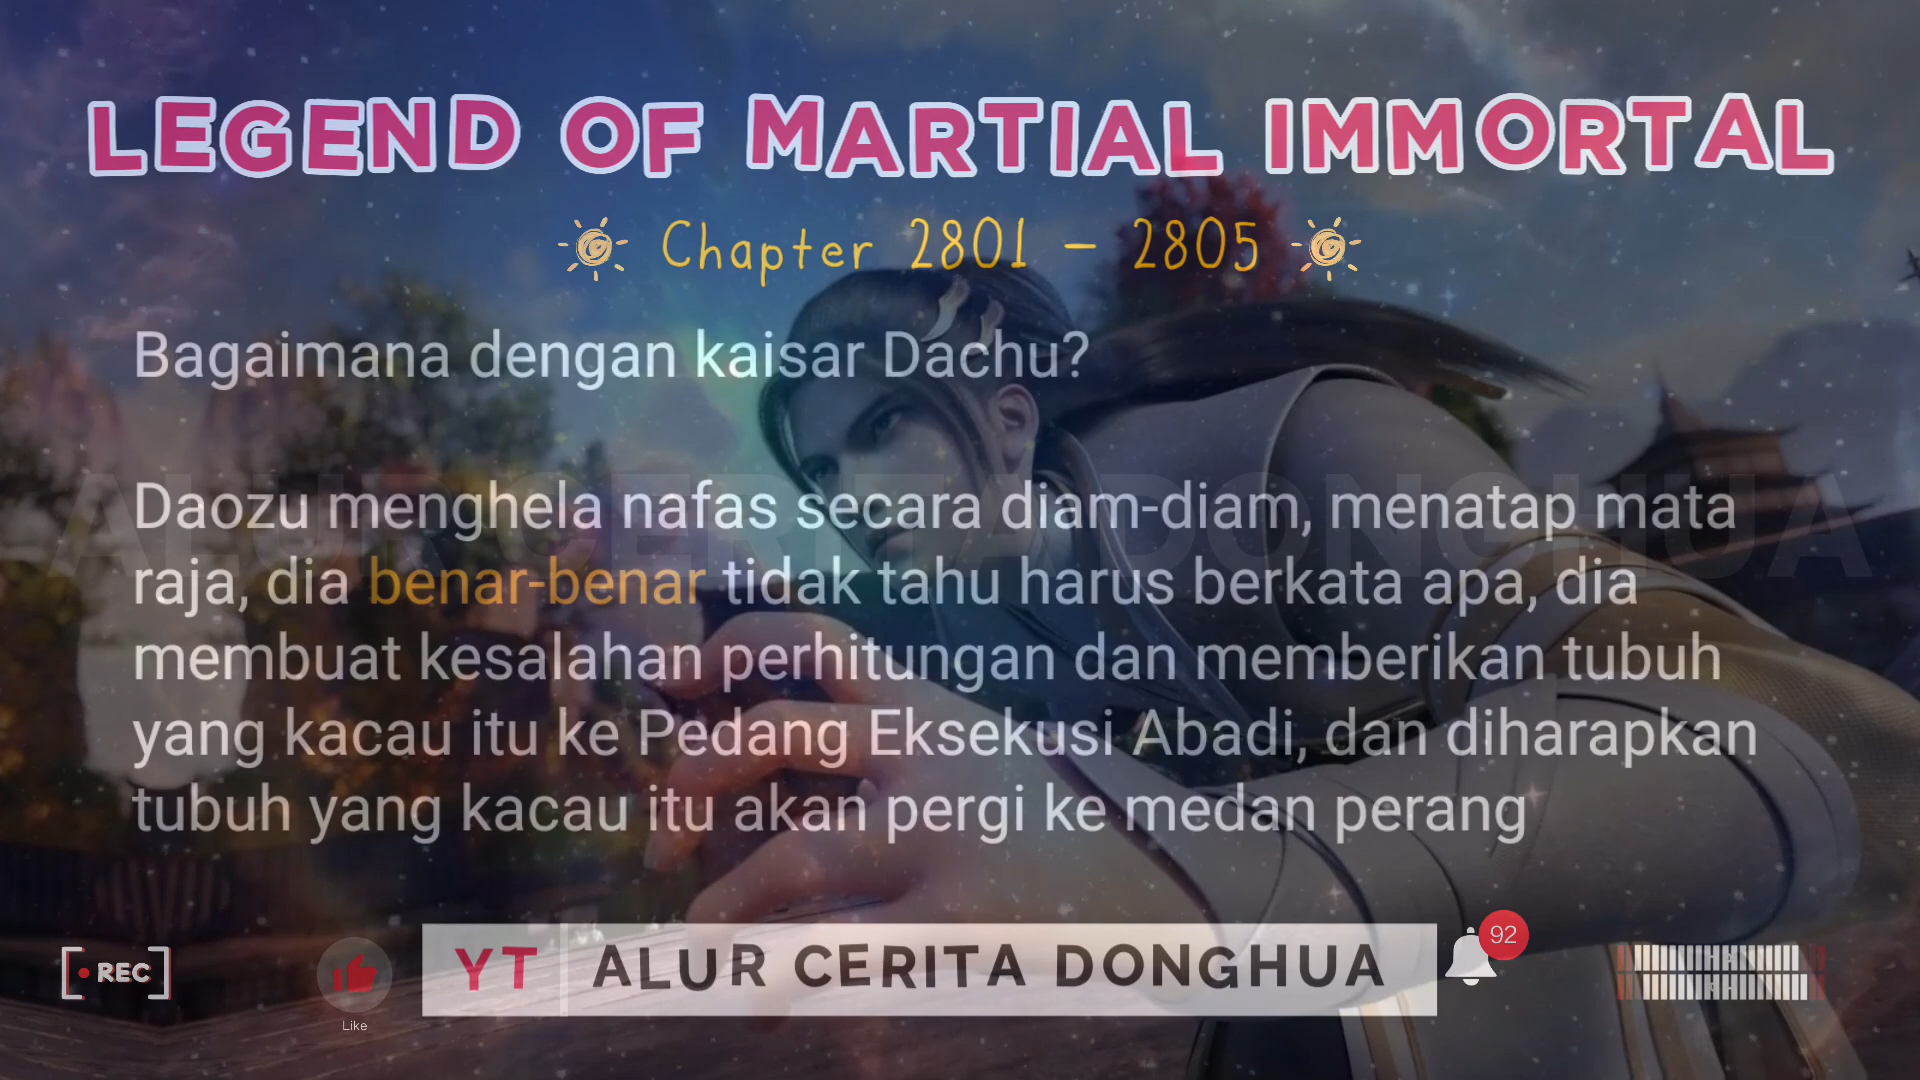 LEGEND OF MARTIAL IMMORTAL
Chapter 2801 - 2805
Bagaimana dengan kaisar Dachu?
Daozu menghela nafas secara diam-diam, menatap mata
raja, dia benar-benar tidak tahu harus berkata apa, dia
membuat kesalahan perhitungan dan memberikan tubuh
yang kacau itu ke Pedang Eksekusi Abadi, dan diharapkan
tubuh yang kacau itu akan pergi ke medan perang
ALUR CERITA DONGHUA
REC
Like
YT ALUR CERITA DONGHUA
92